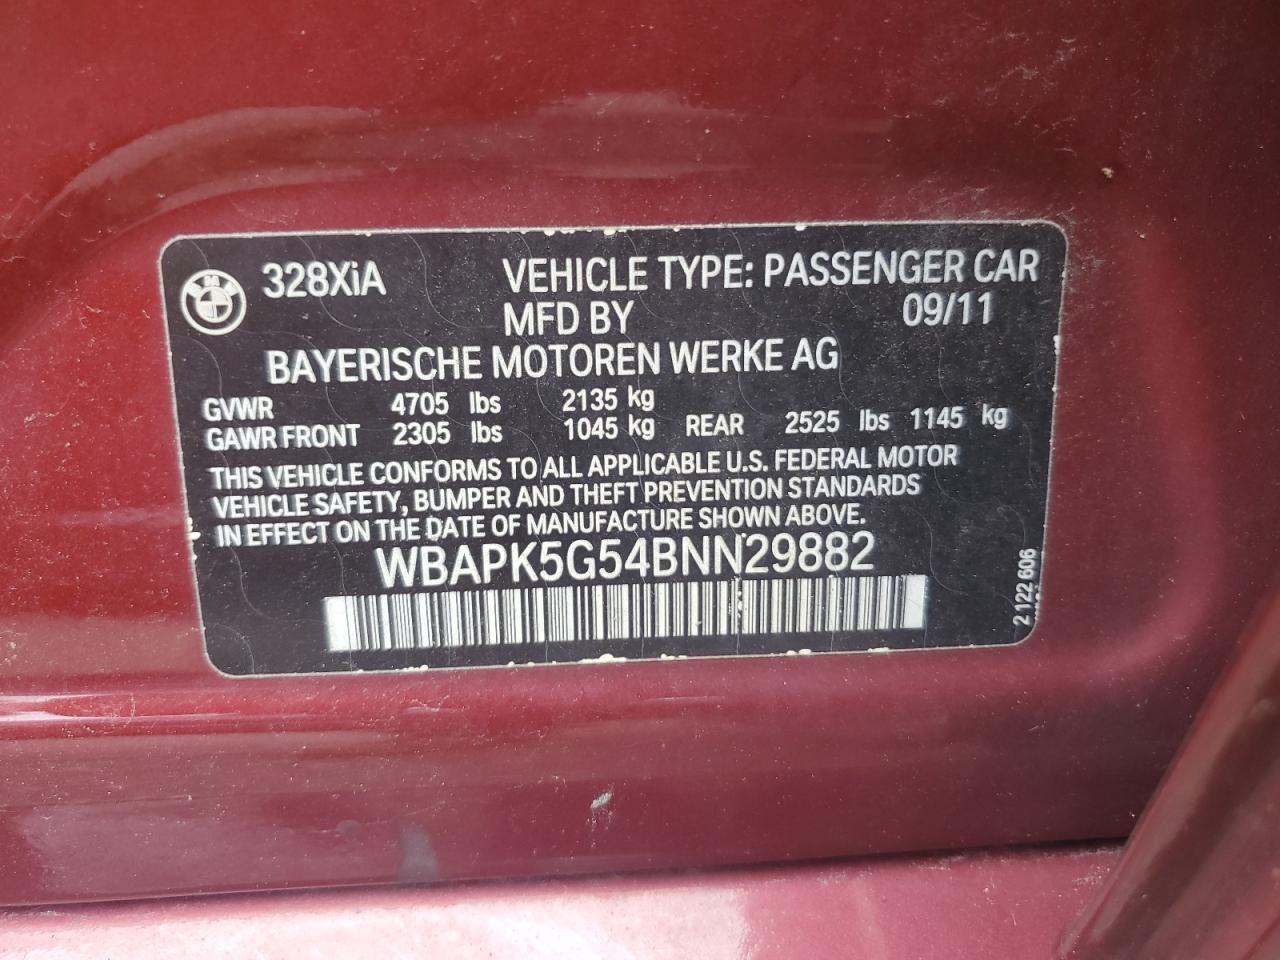 328XiA VEHICLE TYPE: PASSENGER CAR
MFD BY 09/11
BAYERISCHE MOTOREN WERKE AG
GVWR 4705 lbs 2135 kg
GAWR FRONT 2305 lbs 1045 kg REAR 2525 lbs 1145 kg
THIS VEHICLE CONFORMS TO ALL APPLICABLE U.S. FEDERAL MOTOR
VEHICLE SAFETY, BUMPER AND THEFT PREVENTION STANDARDS
IN EFFECT ON THE DATE OF MANUFACTURE SHOWN ABOVE.
WBAPK5G54BNN29882
2 122 606